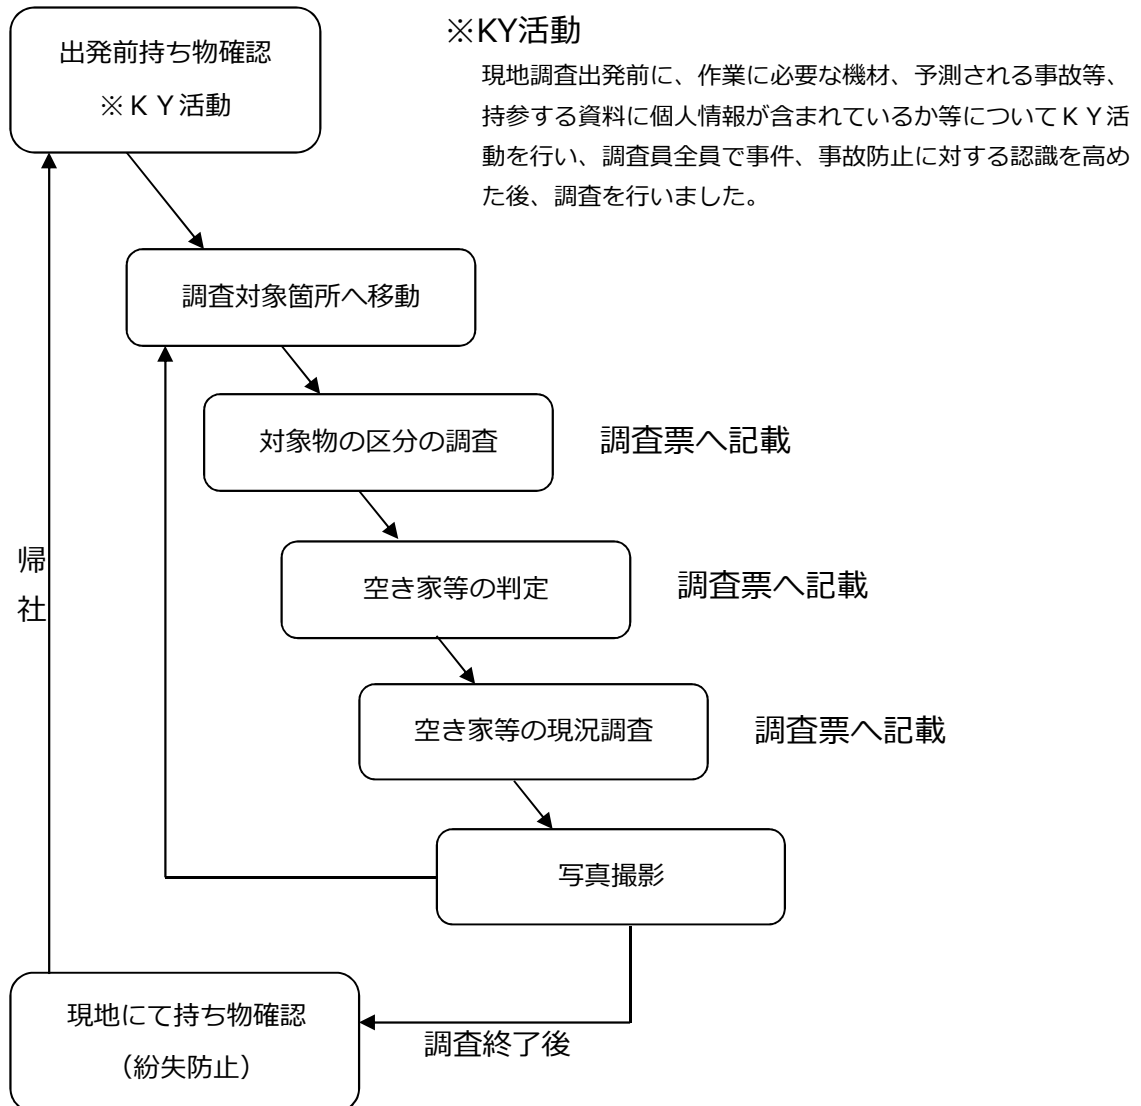 出発前持ち物確認
※ＫＹ活動
※KY活動
現地調査出発前に、作業に必要な機材、予測される事故等、
持参する資料に個人情報が含まれているか等についてＫＹ活
動を行い、調査員全員で事件、事故防止に対する認識を高め
た後、調査を行いました。
調査対象箇所へ移動
対象物の区分の調査
調査票へ記載
空き家等の判定
調査票へ記載
空き家等の現況調査
調査票へ記載
写真撮影
帰
社
現地にて持ち物確認
（紛失防止）
調査終了後